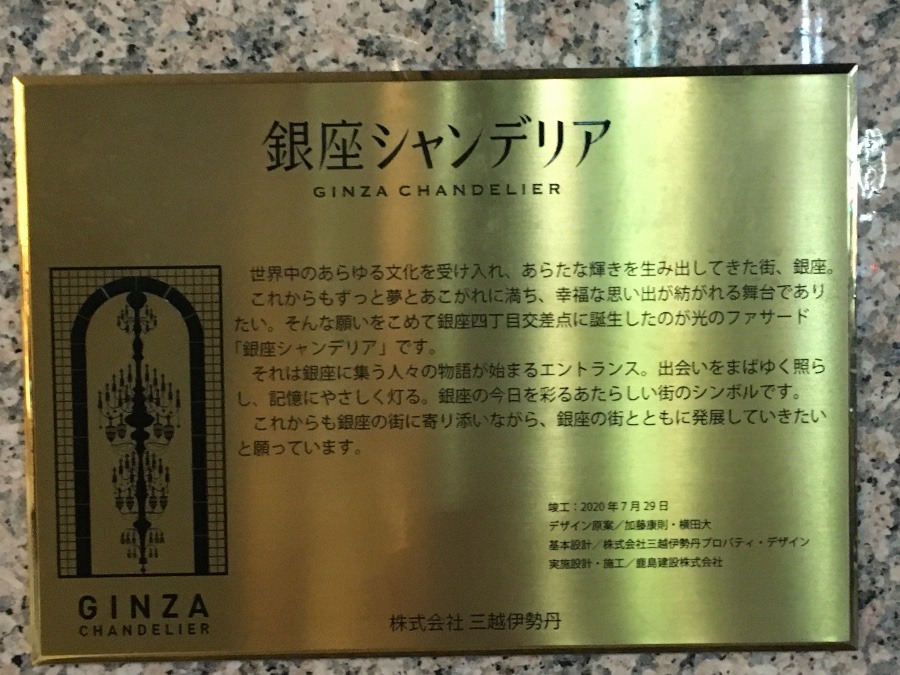 銀座シャンデリア
GINZA CHANDELIER
世界中のあらゆる文化を受け入れ、あらたな輝きを生み出してきた街、銀座。
これからもずっと夢とあこがれに満ち、幸福な思い出が紡がれる舞台であり
たい。そんな願いをこめて銀座四丁目交差点に誕生したのが光のファサード
「銀座シャンデリア」です。
それは銀座に集う人々の物語が始まるエントランス。出会いをまばゆく照ら
し、記憶にやさしく灯る。銀座の今日を彩るあたらしい街のシンボルです。
これからも銀座の街に寄り添いながら、銀座の街とともに発展していきたい
と願っています。
竣工：2020年7月29日
デザイン原案／加藤康則・横田大
基本設計／株式会社三越伊勢丹プロパティ・デザイン
実施設計・施工／鹿島建設株式会社
GINZA
CHANDELIER
株式会社 三越伊勢丹